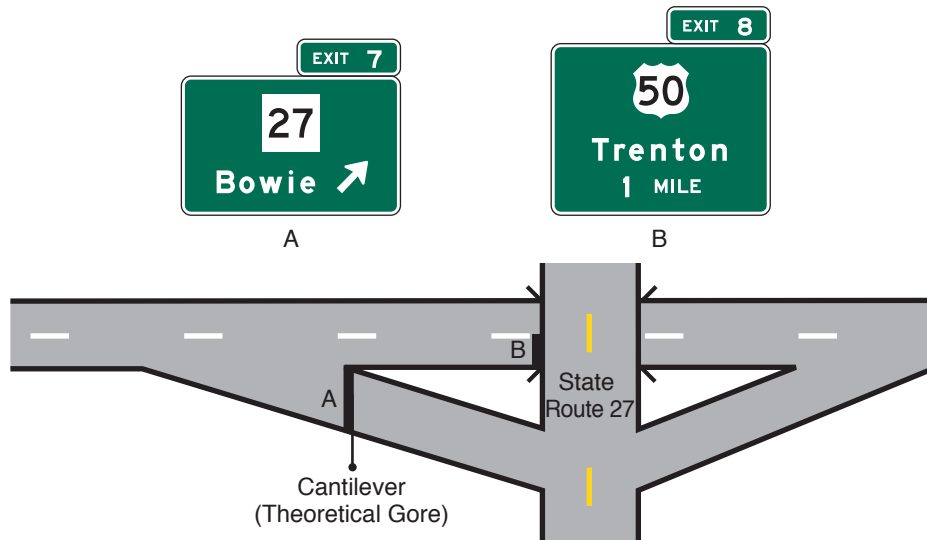 EXIT 7
27
Bowie
A
EXIT 8
50
Trenton
1 MILE
B
B
A
State
Route 27
Cantilever
(Theoretical Gore)